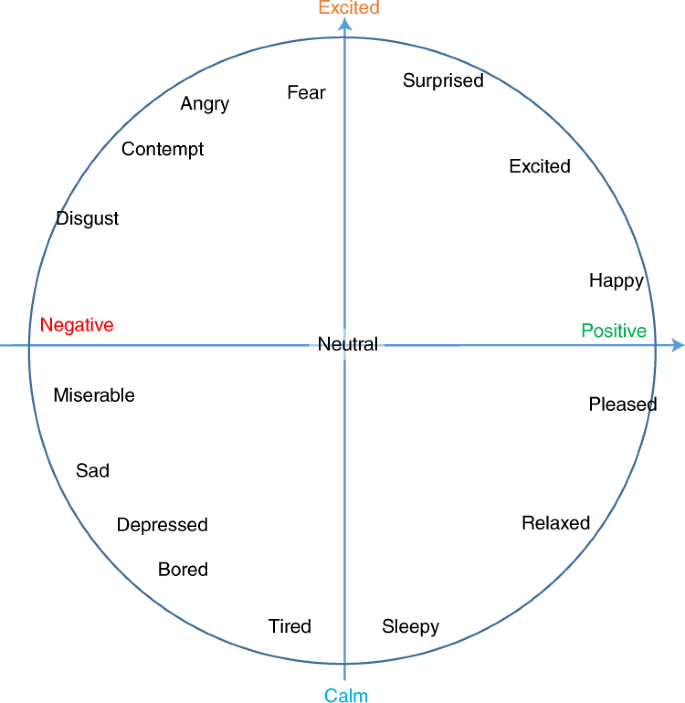 Excited
Surprised
Fear
Angry
Contempt
Excited
Disgust
Happy
Negative
Positive
Neutral
Miserable
Pleased
Sad
Depressed
Relaxed
Bored
Tired
Sleepy
Calm